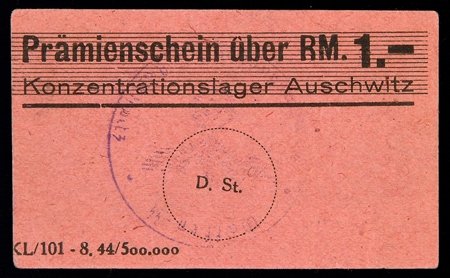 Prämienschein über RM. 1.—
Konzentrationslager Auschwitz
D. St.
KL/101 - 8. 44/500.000